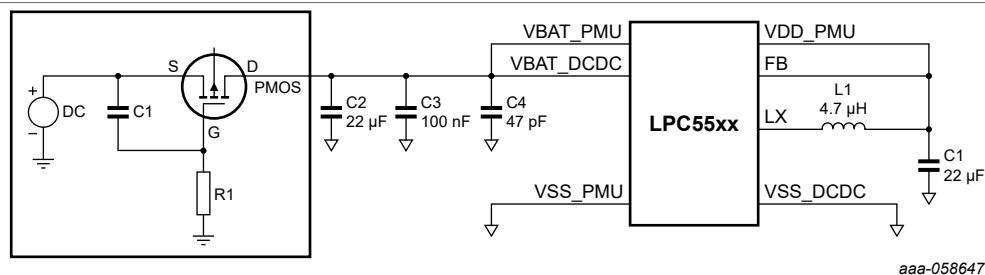 +
DC
−
C1
S
D
PMOS
G
R1
C2
22 µF
C3
100 nF
C4
47 pF
VBAT_PMU
VBAT_DCDC
VSS_PMU
LPC55xx
VDD_PMU
FB
LX
L1
4.7 µH
C1
22 µF
VSS_DCDC
aaa-058647